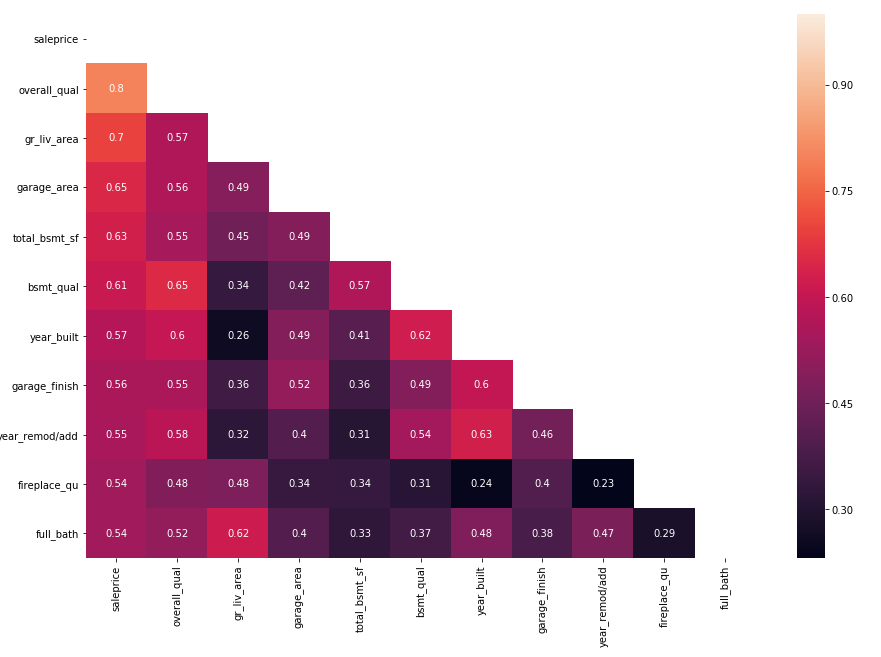 saleprice
overall_qual 0.8
gr_liv_area 0.7 0.57
garage_area 0.65 0.56 0.49
total_bsmt_sf 0.63 0.55 0.45 0.49
bsmt_qual 0.61 0.65 0.34 0.42 0.57
year_built 0.57 0.6 0.26 0.49 0.41 0.62
garage_finish 0.56 0.55 0.36 0.52 0.36 0.49 0.6
year_remod/add 0.55 0.58 0.32 0.4 0.31 0.54 0.63 0.46
fireplace_qu 0.54 0.48 0.48 0.34 0.34 0.31 0.24 0.4 0.23
full_bath 0.54 0.52 0.62 0.4 0.33 0.37 0.48 0.38 0.47 0.29
saleprice
overall_qual
gr_liv_area
garage_area
total_bsmt_sf
bsmt_qual
year_built
garage_finish
year_remod/add
fireplace_qu
full_bath
0.90
0.75
0.60
0.45
0.30